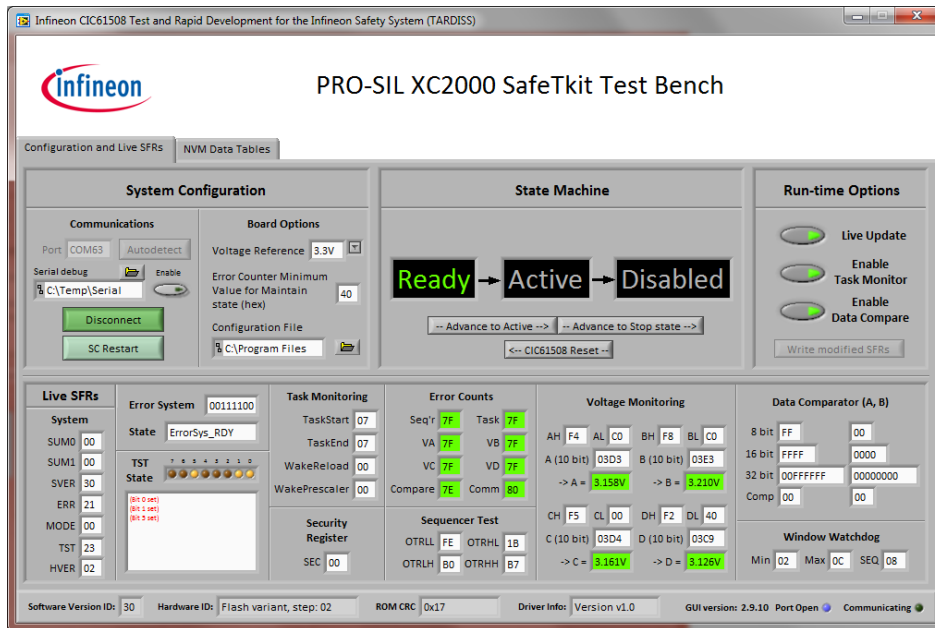 Infineon CIC61508 Test and Rapid Development for the Infineon Safety System (TARDISS)
infineon
PRO-SIL XC2000 SafeTkit Test Bench
Configuration and Live SFRs
NVM Data Tables
System Configuration
Communications
Port COM63 Autodetect
Serial debug Enable
C:\Temp\Serial
Disconnect
SC Restart
Board Options
Voltage Reference 3.3V
Error Counter Minimum
Value for Maintain
state (hex)
40
Configuration File
C:\Program Files
State Machine
Ready Active Disabled
-- Advance to Active --> -- Advance to Stop state -->
<-- CIC61508 Reset --
Run-time Options
Live Update
Enable
Task Monitor
Enable
Data Compare
Write modified SFRs
Live SFRs
System
SUM0 00
SUM1 00
SVER 30
ERR 21
MODE 00
TST 23
HVER 02
Error System 00111100
State ErrorSys_RDY
TST
State
7 6 5 4 3 2 1 0
(Bit 0 set)
(Bit 1 set)
(Bit 5 set)
Task Monitoring
TaskStart 07
TaskEnd 07
WakeReload 00
WakePrescaler 00
Security
Register
SEC 00
Error Counts
Seq'r 7F Task 7F
VA 7F VB 7F
VC 7F VD 7F
Compare 7E Comm 80
Sequencer Test
OTRLL FE OTRHL 1B
OTRLH B0 OTRHH B7
Voltage Monitoring
AH F4 AL C0 BH F8 BL C0
A (10 bit) 03D3 B (10 bit) 03E3
-> A = 3.158V -> B = 3.210V
CH F5 CL 00 DH F2 DL 40
C (10 bit) 03D4 D (10 bit) 03C9
-> C = 3.161V -> D = 3.126V
Data Comparator (A, B)
8 bit FF 00
16 bit FFFF 0000
32 bit 00FFFFFF 00000000
Comp 00 00
Window Watchdog
Min 02 Max 0C SEQ 08
Software Version ID: 30 Hardware ID: Flash variant, step: 02 ROM CRC 0x17 Driver Info: Version v1.0 GUI version: 2.9.10 Port Open Communicating